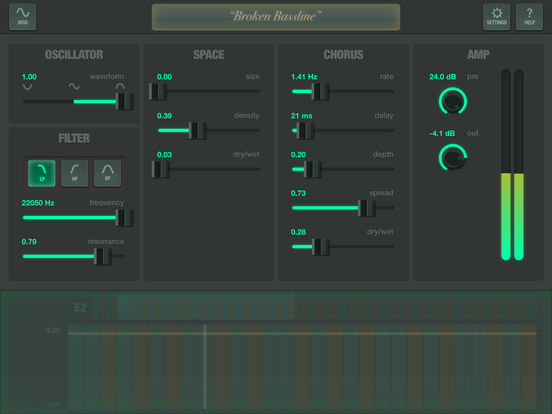 MOD
"Broken Bassline"
SETTINGS
?
HELP
OSCILLATOR
1.00 waveform
FILTER
LP HP BP
22050 Hz frequency
0.79 resonance
SPACE
0.00 size
0.39 density
0.03 dry/wet
CHORUS
1.41 Hz rate
21 ms delay
0.20 depth
0.73 spread
0.28 dry/wet
AMP
24.0 dB pre
-4.1 dB out
E2
0.00